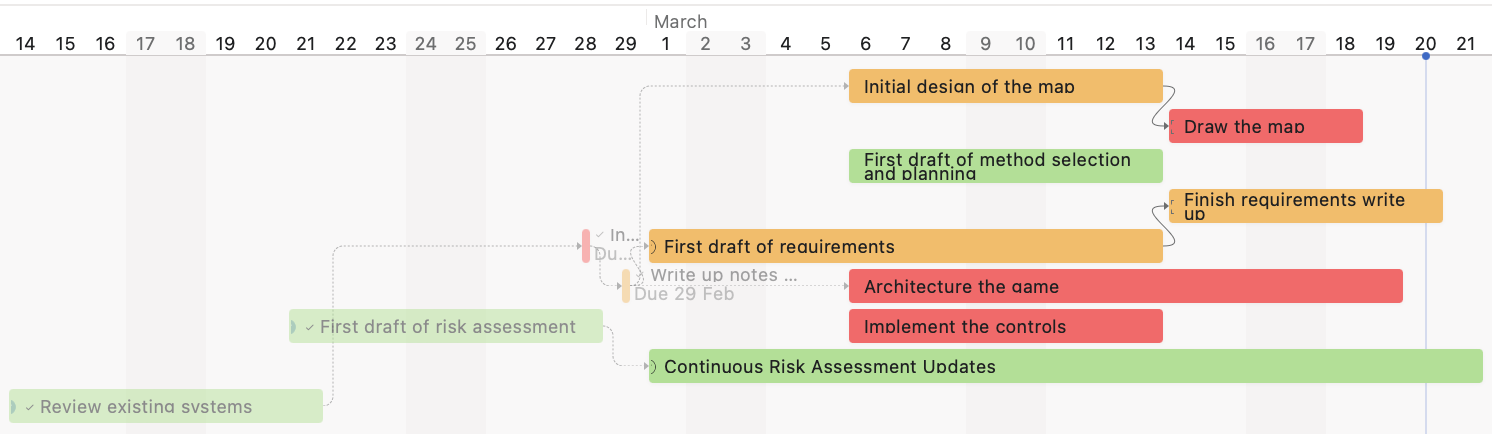 March
14 15 16 17 18 19 20 21 22 23 24 25 26 27 28 29 1 2 3 4 5 6 7 8 9 10 11 12 13 14 15 16 17 18 19 20 21
Initial design of the map
Draw the map
First draft of method selection
and planning
Finish requirements write
up
In...
Du...
First draft of requirements
Write up notes ...
Due 29 Feb
Architecture the game
First draft of risk assessment
Implement the controls
Continuous Risk Assessment Updates
Review existing systems